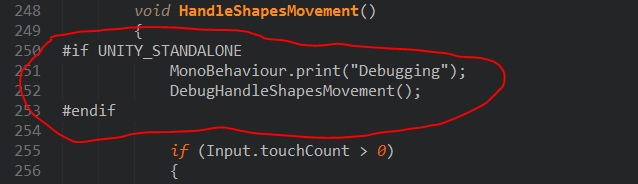 248 void HandleShapesMovement()
249 {
250 #if UNITY_STANDALONE
251 MonoBehaviour.print("Debugging");
252 DebugHandleShapesMovement();
253 #endif
254
255 if (Input.touchCount > 0)
256 {